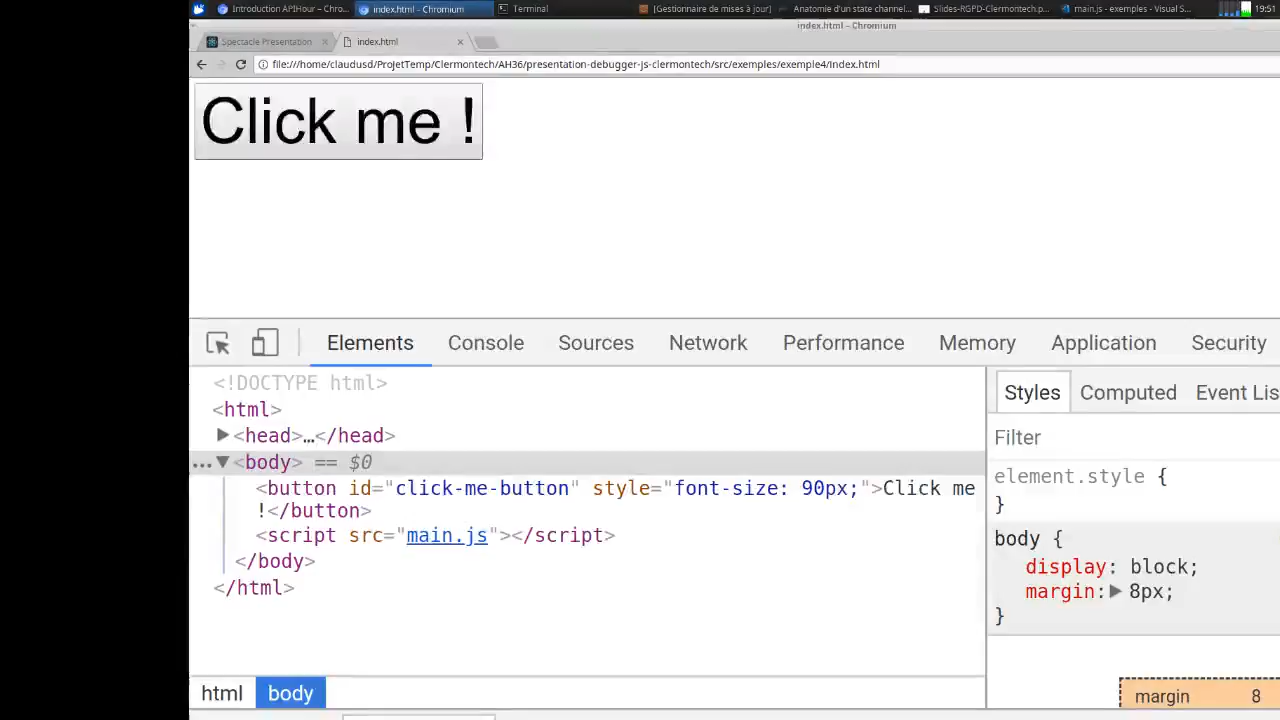 Introduction APIHour – Chro...
index.html – Chromium
Terminal
[Gestionnaire de mises à jour]
Anatomie d'un state channel...
Slides-RGPD-Clermontech.p...
main.js - exemples - Visual S...
19:51
index.html – Chromium
Spectacle Presentation
index.html
file:///home/claudusd/ProjetTemp/Clermontech/AH36/presentation-debugger-js-clermontech/src/exemples/exemple4/index.html
Click me !
Elements
Console
Sources
Network
Performance
Memory
Application
Security
<!DOCTYPE html>
<html>
<head>…</head>
... <body> == $0
<button id="click-me-button" style="font-size: 90px;">Click me
!</button>
<script src="main.js"></script>
</body>
</html>
html
body
Styles
Computed
Event Lis
Filter
element.style {
}
body {
display: block;
margin: 8px;
}
margin
8